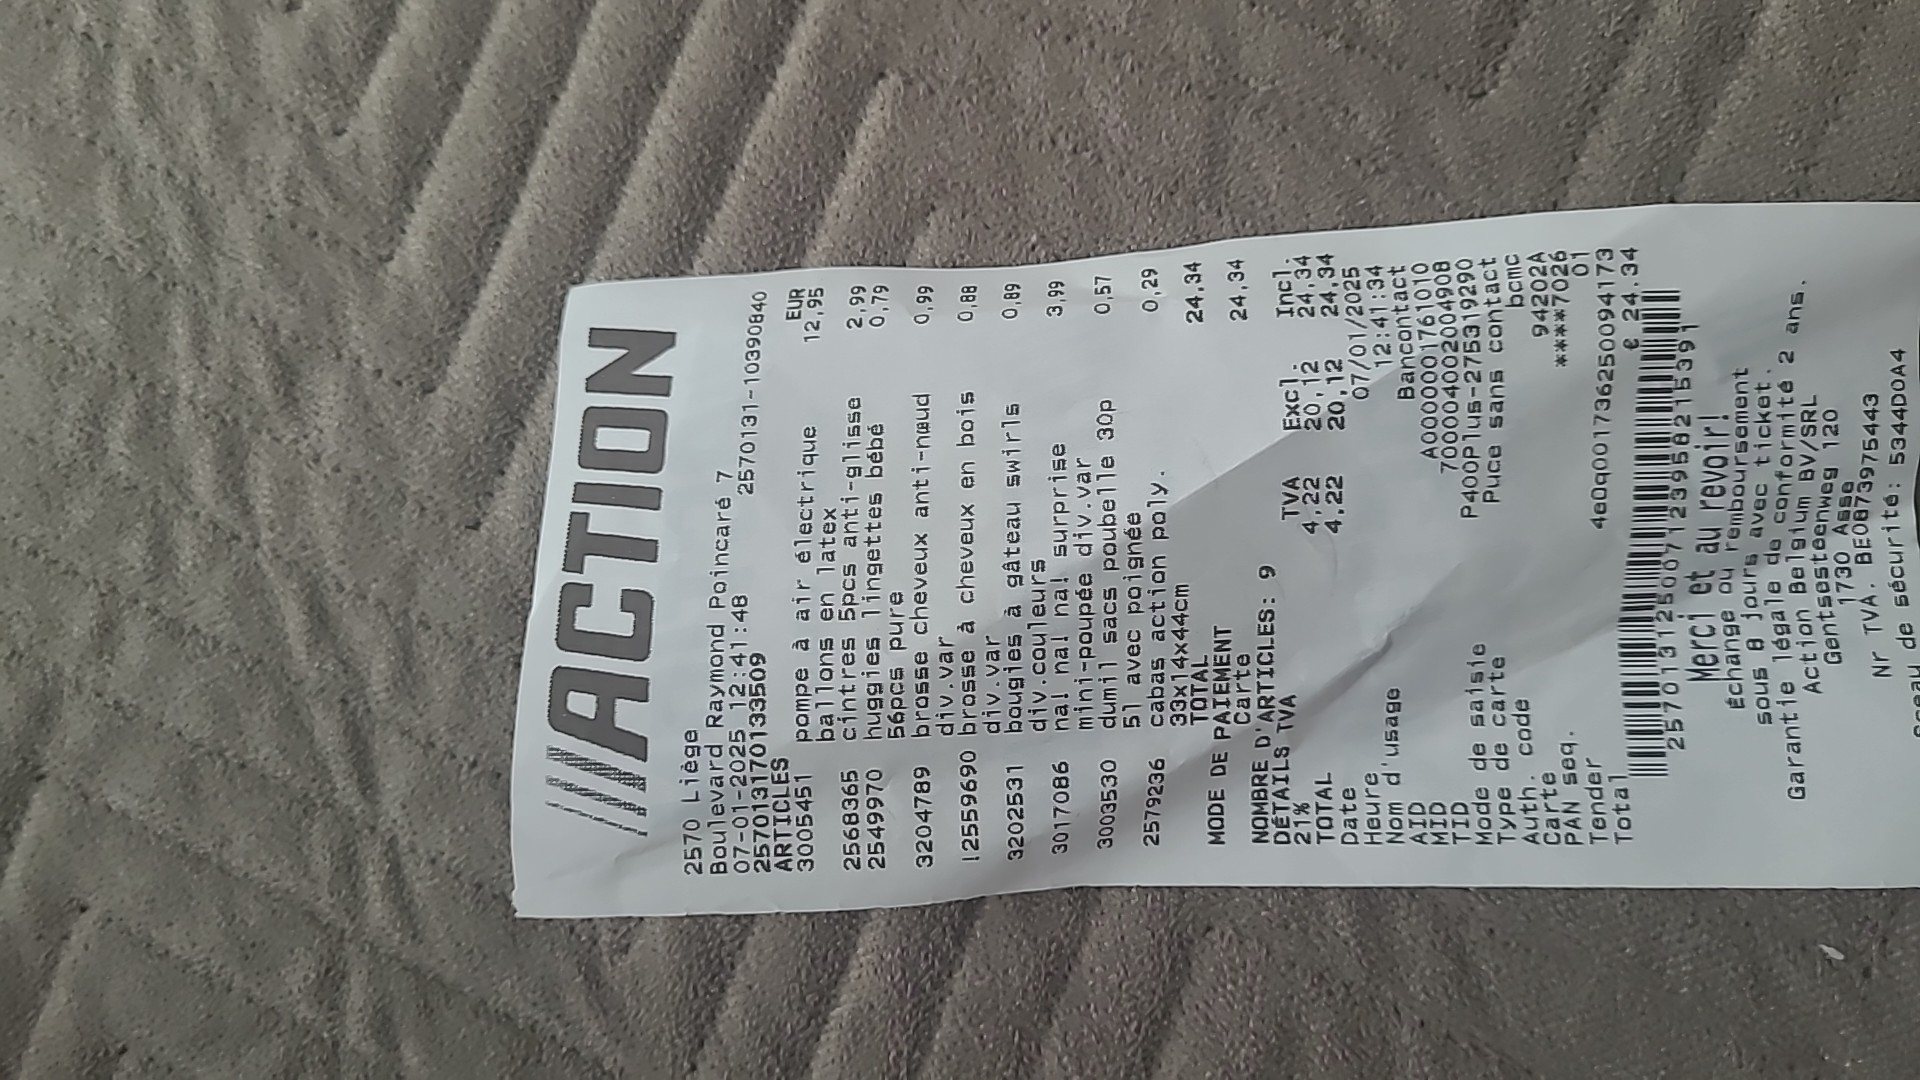 ACTION
2570 Liège
Boulevard Raymond Poincaré 7
07-01-2025 12:41:48 2570131-10390840
257013170133509
ARTICLES EUR
3005451 pompe à air électrique 12,95
ballons en latex
2568365 cintres 5pcs anti-glisse 2,99
2549970 huggies lingettes bébé 0,79
56pcs pure
3204789 brosse cheveux anti-nœud 0,99
div.var
12559690 brosse à cheveux en bois 0,88
div.var
3202531 bougies à gâteau swirls 0,89
div.couleurs
3017086 na! na! na! surprise 3,99
mini-poupée div.var
3003530 dumil sacs poubelle 30p 0,57
5l avec poignée
2579236 cabas action poly. 0,29
33x14x44cm
TOTAL 24,34
MODE DE PAIEMENT
Carte 24,34
NOMBRE D'ARTICLES: 9
DÉTAILS TVA TVA Excl. Incl.
21% 4,22 20,12 24,34
TOTAL 4,22 20,12 24,34
Date 07/01/2025
Heure 12:41:34
Nom d'usage Bancontact
AID A0000001761010
MID 700004002004908
TID P400Plus-275319290
Mode de saisie Puce sans contact
Type de carte bcmc
Auth. code 94202A
Carte ****7026
PAN seq. 01
Tender 4eQq001736250094173
Total € 24.34
257013125007123958215391
Merci et au revoir!
Échange ou remboursement
sous 8 jours avec ticket.
Garantie légale de conformité 2 ans.
Action Belgium BV/SRL
Gentsesteenweg 120
1730 Asse
Nr TVA. BE0873975443
de sécurité: 5344D0A4